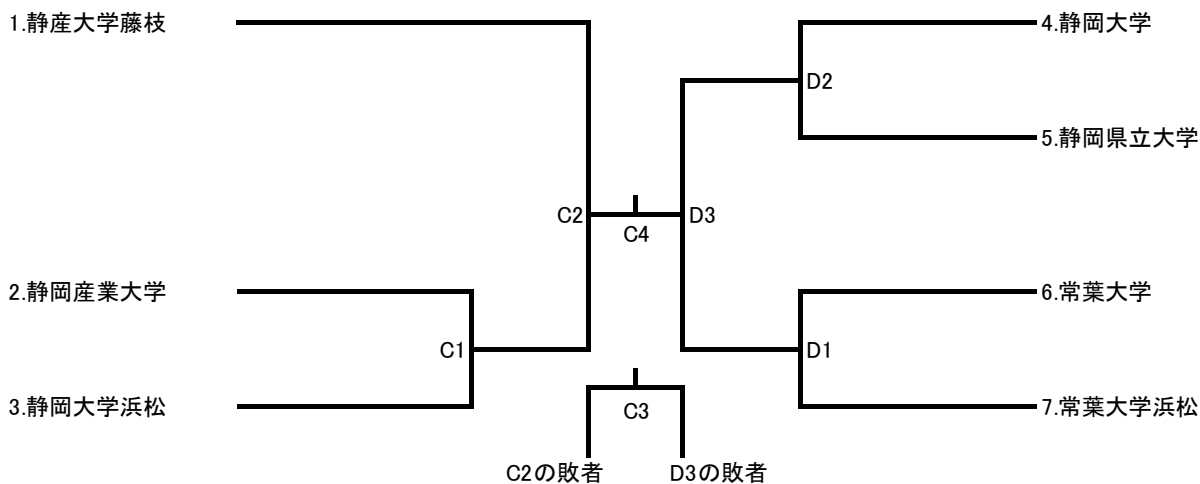 1.静産大学藤枝
4.静岡大学
D2
5.静岡県立大学
C2
D3
C4
2.静岡産業大学
6.常葉大学
C1
D1
3.静岡大学浜松
C3
7.常葉大学浜松
C2の敗者
D3の敗者